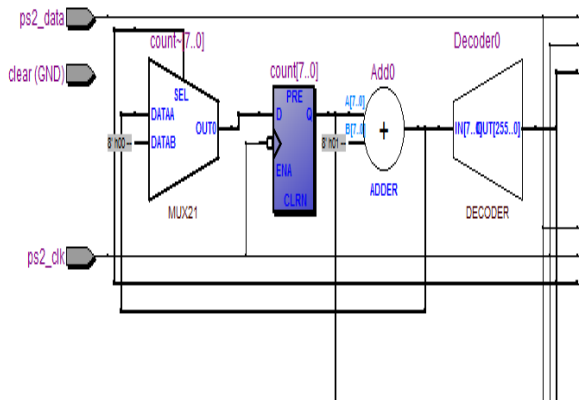 ps2_data
clear (GND)
ps2_clk
count~[7..0]
SEL
DATAA
DATAB
OUT0
8'h00
MUX21
count[7..0]
PRE
D
Q
ENA
CLRN
Add0
A[7..0]
B[7..0]
8'h01
+
ADDER
Decoder0
IN[7..0]
OUT[255..0]
DECODER